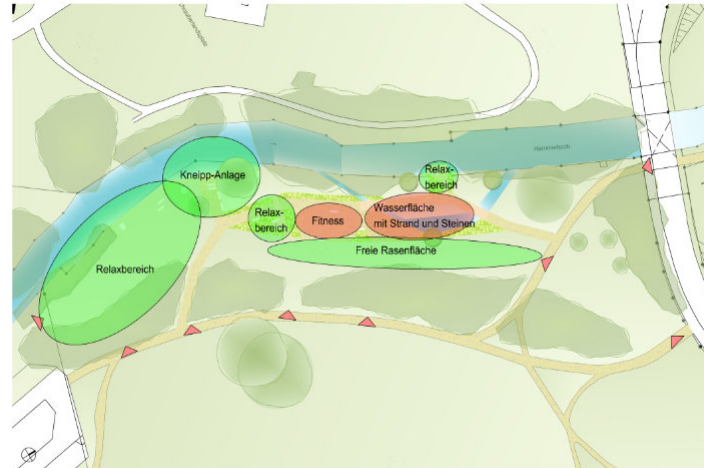 Kneipp-Anlage
Relax-
bereich
Relax-
bereich
Fitness
Wasserfläche
mit Strand und Steinen
Freie Rasenfläche
Relaxbereich